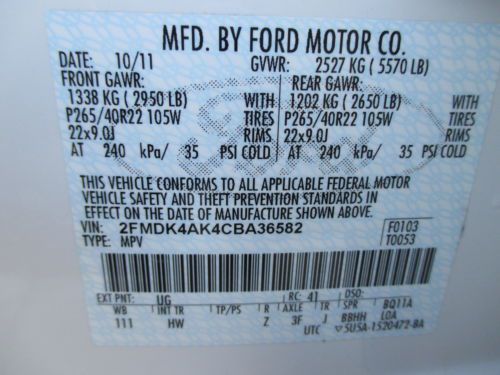 MFD. BY FORD MOTOR CO.
DATE: 10/11 GVWR: 2527 KG ( 5570 LB)
FRONT GAWR: REAR GAWR:
1338 KG ( 2950 LB) WITH 1202 KG ( 2650 LB) WITH
P265/40R22 105W TIRES P265/40R22 105W TIRES
22x9.0J RIMS 22x9.0J RIMS
AT 240 kPa/ 35 PSI COLD AT 240 kPa/ 35 PSI COLD
THIS VEHICLE CONFORMS TO ALL APPLICABLE FEDERAL MOTOR
VEHICLE SAFETY AND THEFT PREVENTION STANDARDS IN
EFFECT ON THE DATE OF MANUFACTURE SHOWN ABOVE.
VIN: 2FMDK4AK4CBA36582 F0103
TYPE: MPV T0053
EXT PNT: UG RC: 41 DSO:
WB INT TR TP/PS R AXLE TR SPR BQ11A
111 HW Z 3F J BBHH LOA
UTC 5U5A-1520472-BA